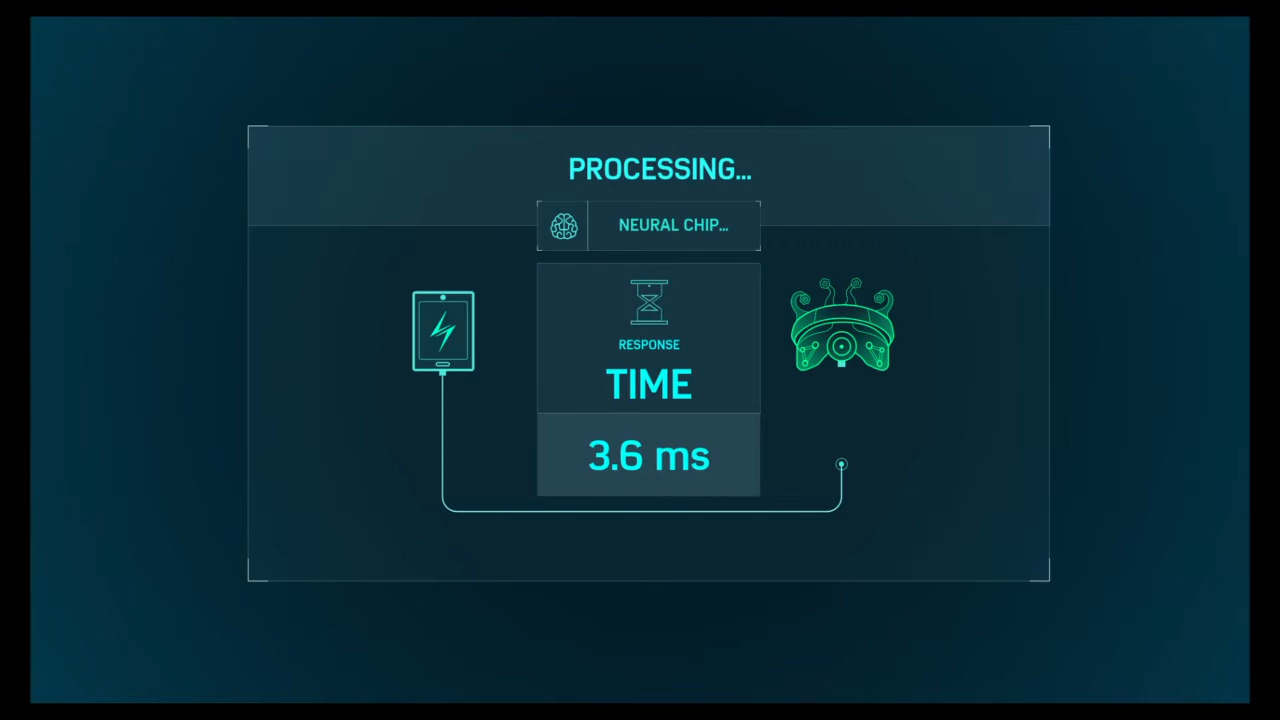 PROCESSING...
NEURAL CHIP...
RESPONSE
TIME
3.6 ms